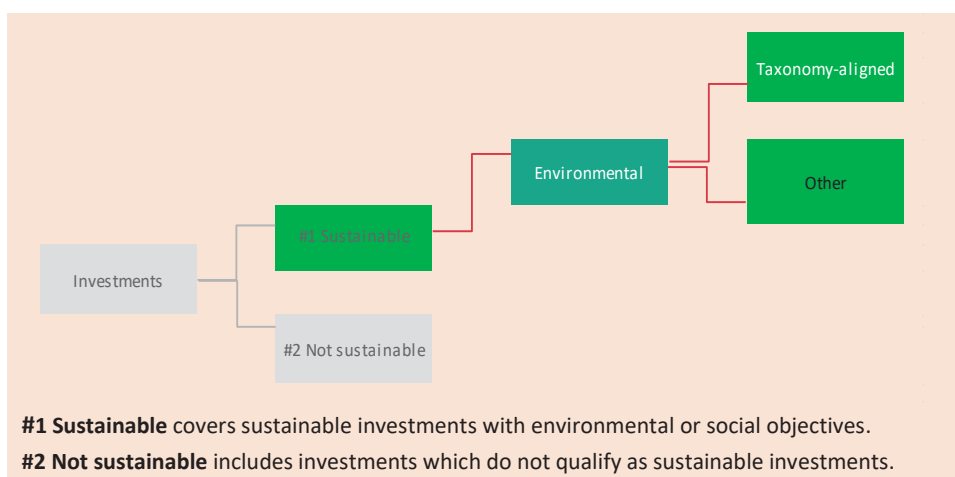 Taxonomy-aligned
Environmental
Other
#1 Sustainable
Investments
#2 Not sustainable
#1 Sustainable covers sustainable investments with environmental or social objectives.
#2 Not sustainable includes investments which do not qualify as sustainable investments.